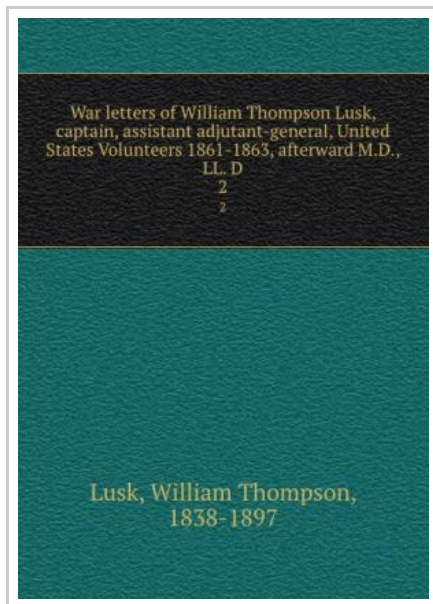 War letters of William Thompson Lusk,
captain, assistant adjutant-general, United
States Volunteers 1861-1863, afterward M.D.,
LL. D
2
2
Lusk, William Thompson,
1838-1897